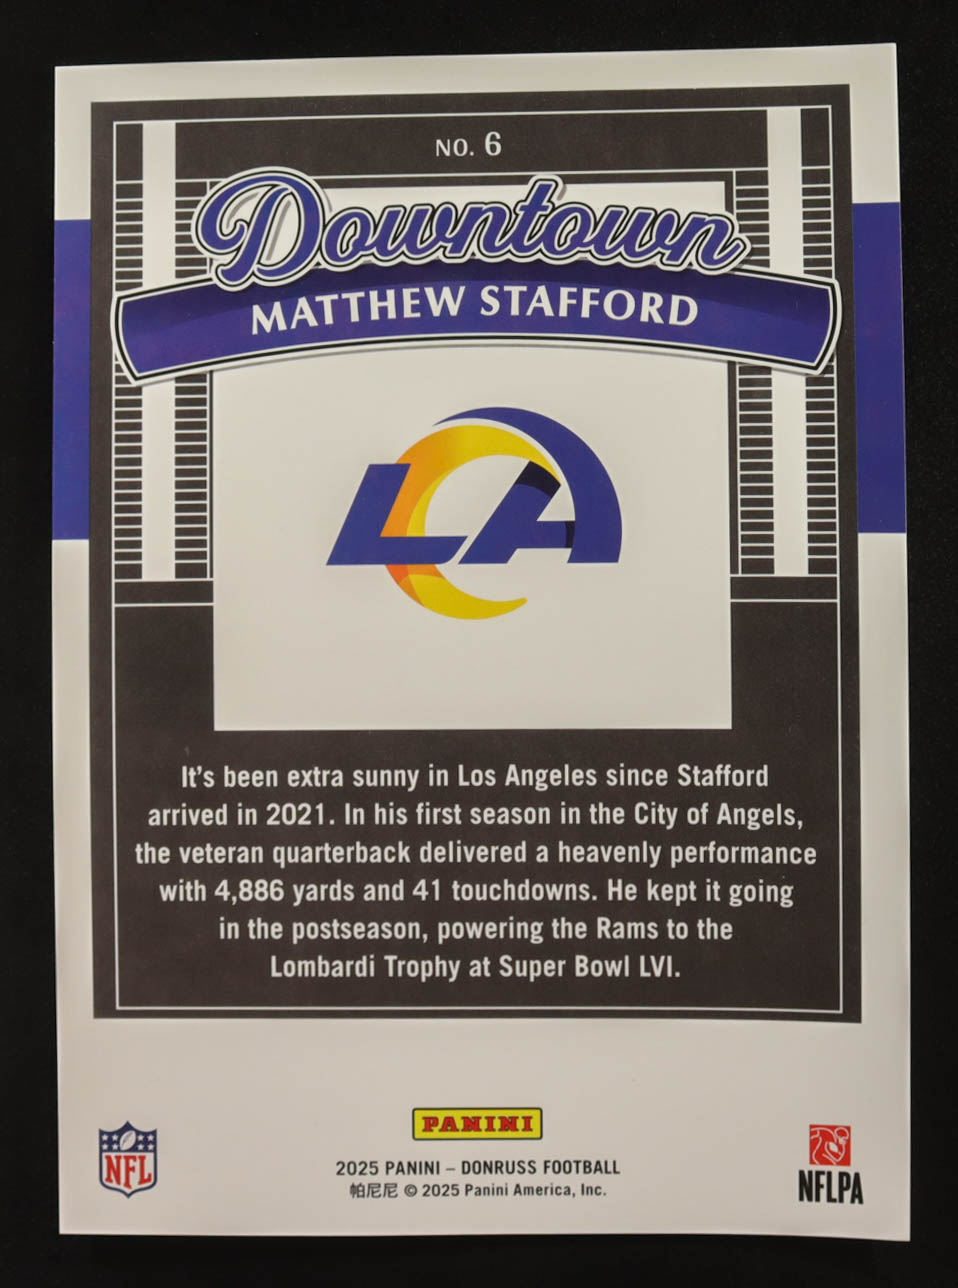 NO. 6
Downtown
MATTHEW STAFFORD
LA
It's been extra sunny in Los Angeles since Stafford
arrived in 2021. In his first season in the City of Angels,
the veteran quarterback delivered a heavenly performance
with 4,886 yards and 41 touchdowns. He kept it going
in the postseason, powering the Rams to the
Lombardi Trophy at Super Bowl LVI.
PANINI
NFL
2025 PANINI – DONRUSS FOOTBALL
帕尼尼 © 2025 Panini America, Inc.
NFLPA